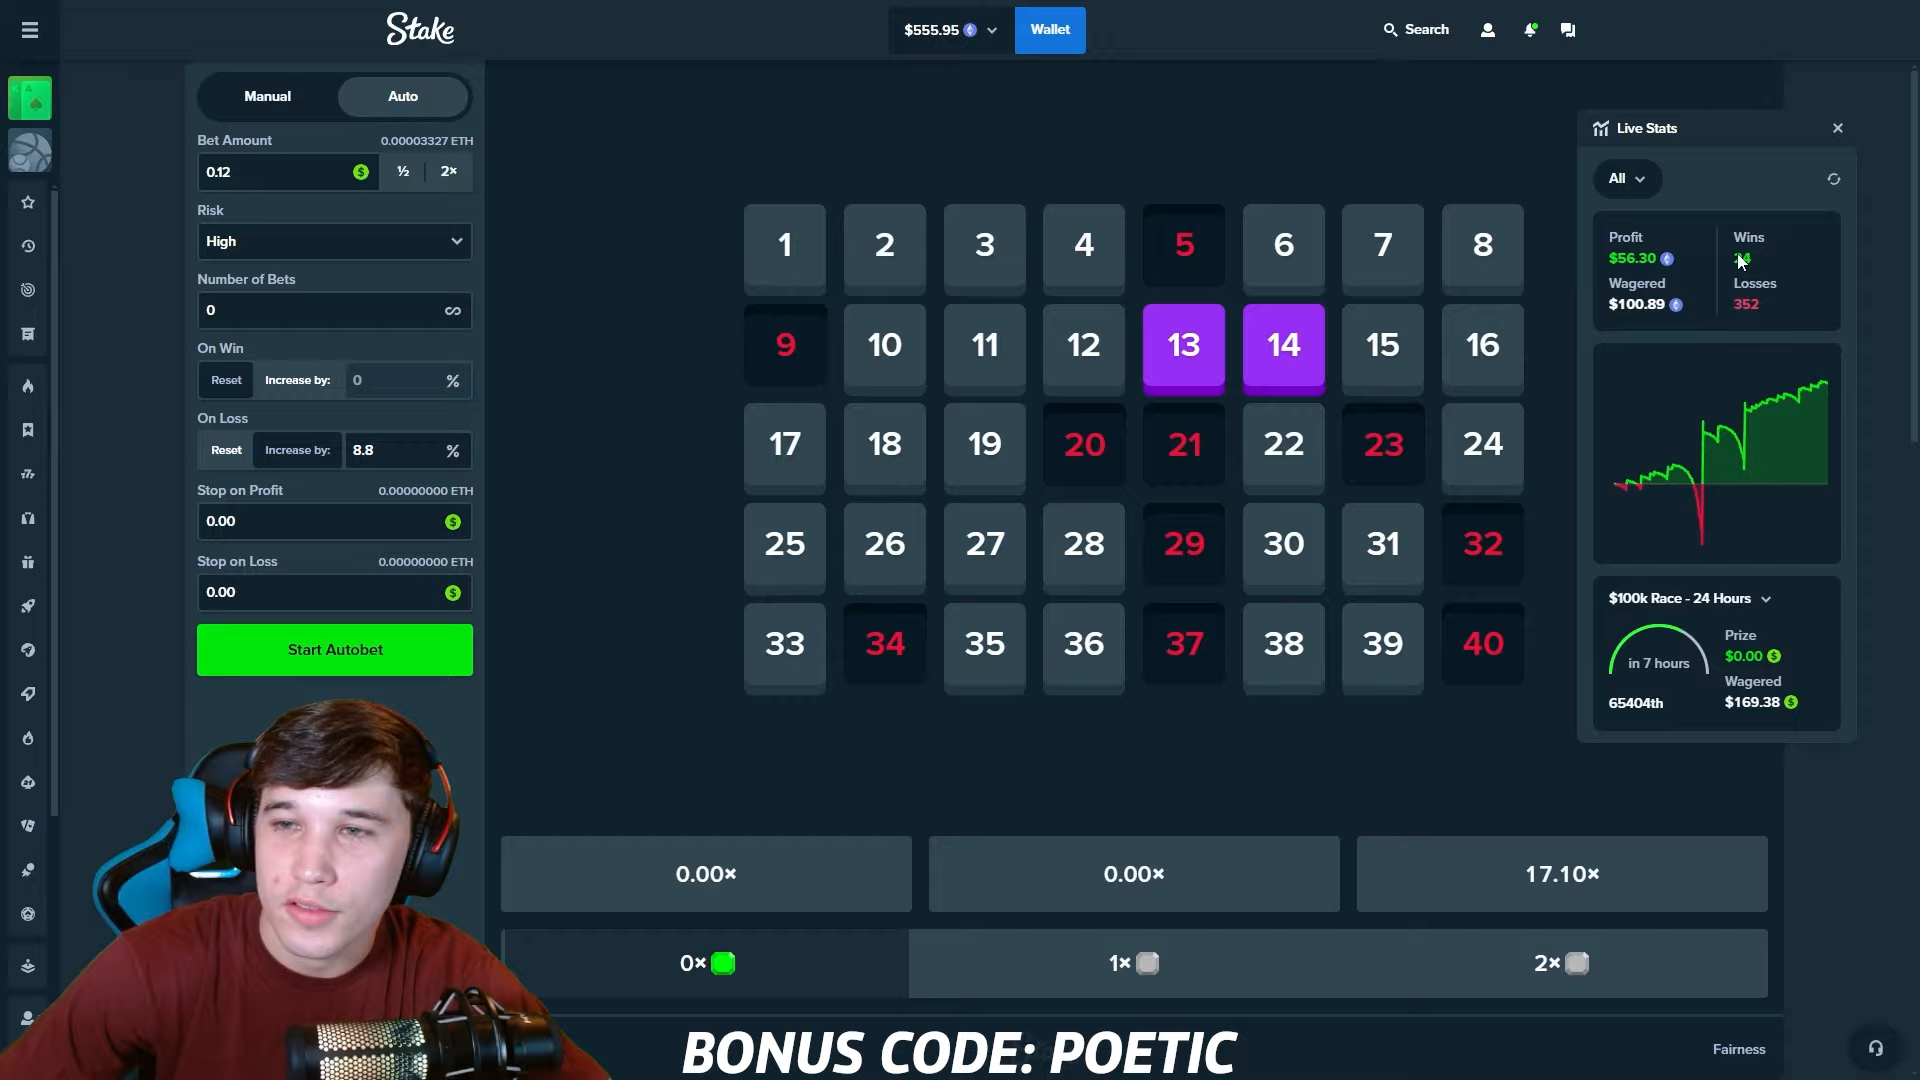 Stake
$555.95
Wallet
Search
Manual
Auto
Bet Amount
0.00003327 ETH
0.12
½
2×
Risk
High
Number of Bets
0
On Win
Reset
Increase by:
0
%
On Loss
Reset
Increase by:
8.8
%
Stop on Profit
0.00000000 ETH
0.00
Stop on Loss
0.00000000 ETH
0.00
Start Autobet
1 2 3 4 5 6 7 8
9 10 11 12 13 14 15 16
17 18 19 20 21 22 23 24
25 26 27 28 29 30 31 32
33 34 35 36 37 38 39 40
0.00×
0.00×
17.10×
0×
1×
2×
Live Stats
All
Profit
$56.30
Wins
24
Wagered
$100.89
Losses
352
$100k Race - 24 Hours
in 7 hours
65404th
Prize
$0.00
Wagered
$169.38
BONUS CODE: POETIC
Fairness